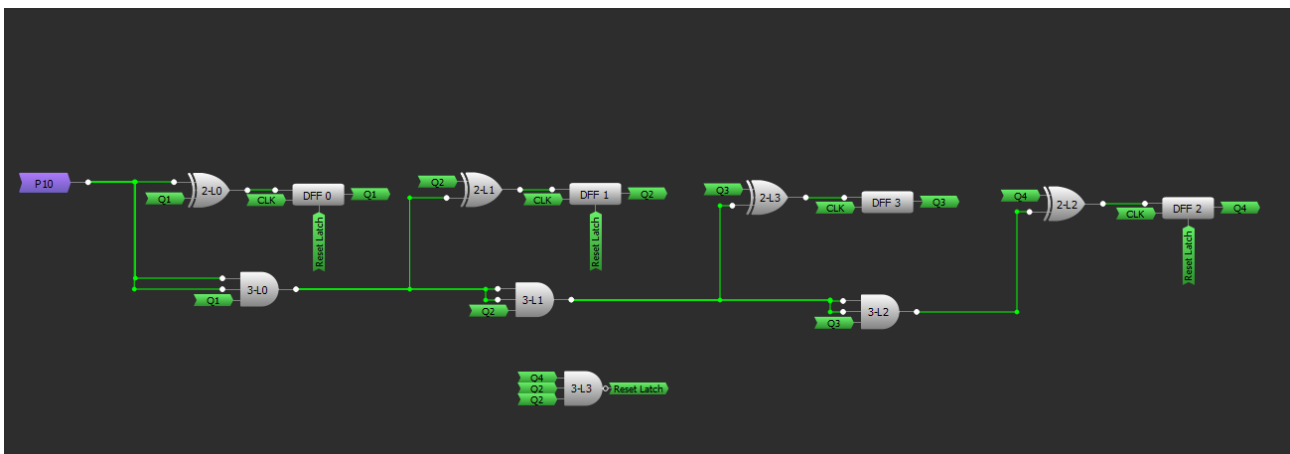 P10
Q1
2-L0
CLK
DFF 0
Q1
Reset Latch
Q1
3-L0
Q2
2-L1
CLK
DFF 1
Q2
Reset Latch
Q2
3-L1
Q3
2-L3
CLK
DFF 3
Q3
Q3
3-L2
Q4
2-L2
CLK
DFF 2
Q4
Reset Latch
Q4
Q2
Q2
3-L3
Reset Latch